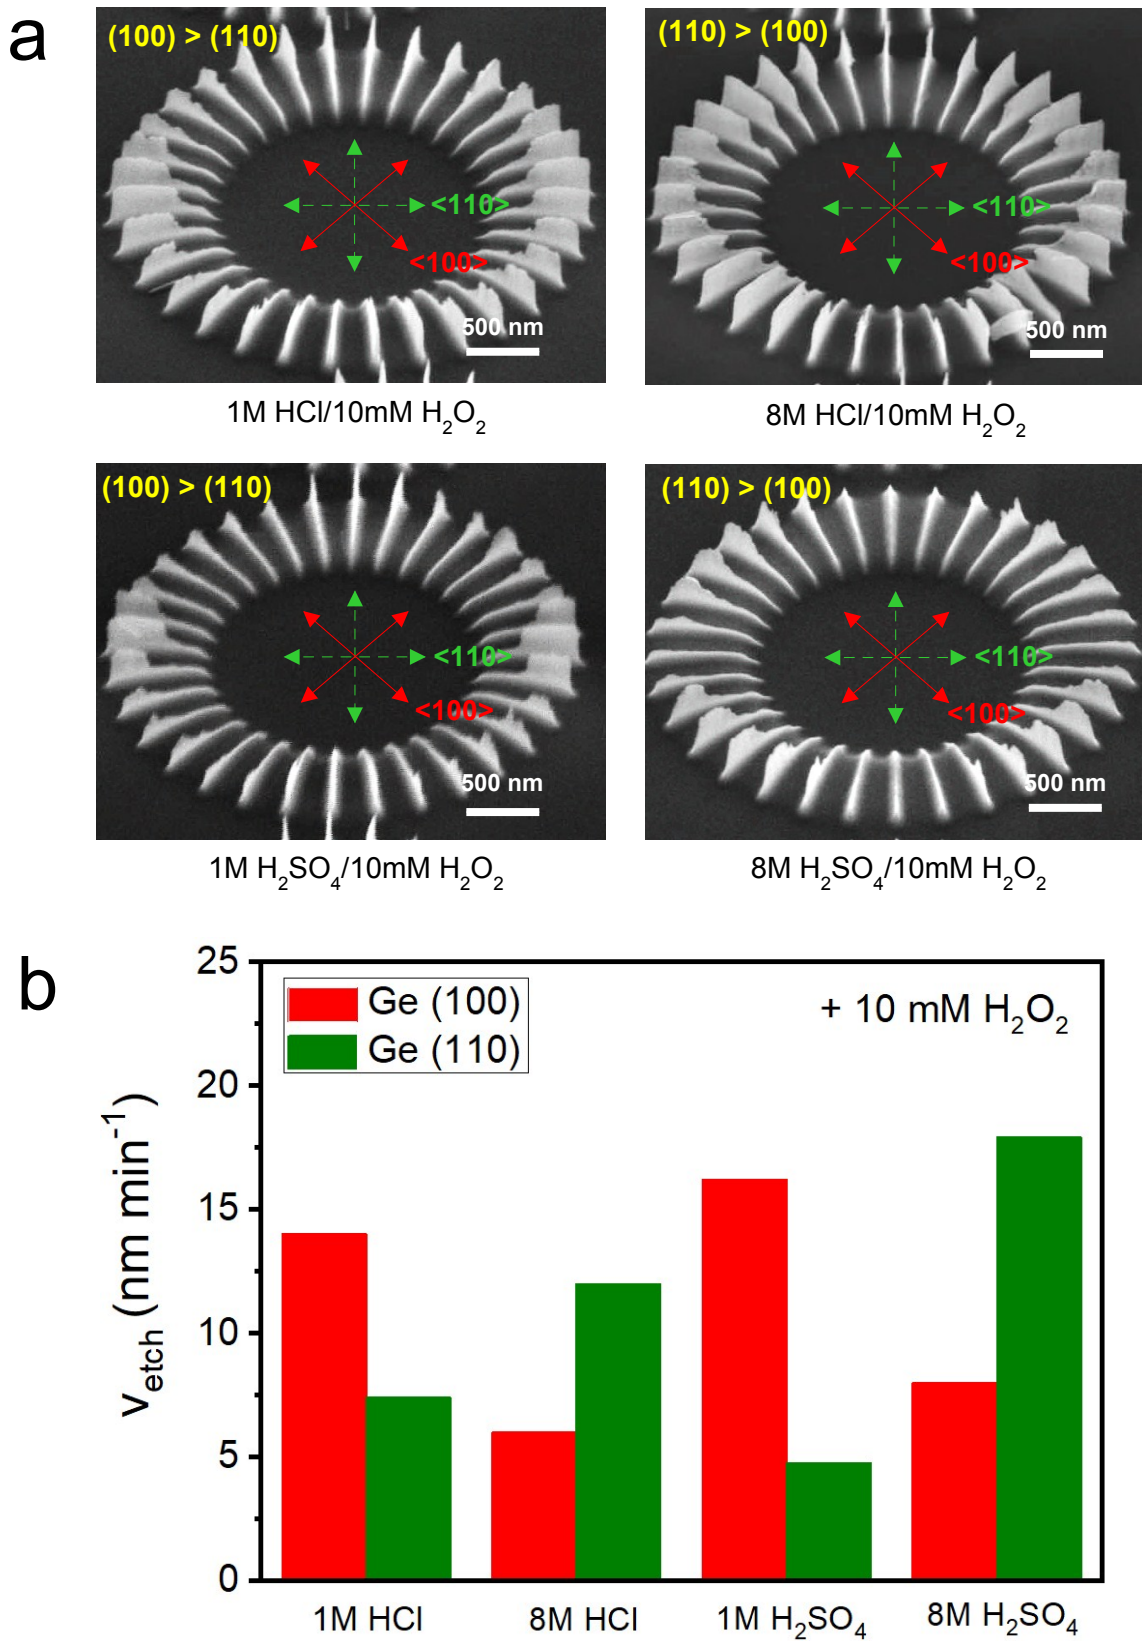 a
(100) > (110)
<110>
<100>
500 nm
1M HCl/10mM H₂O₂
(110) > (100)
<110>
<100>
500 nm
8M HCl/10mM H₂O₂
(100) > (110)
<110>
<100>
500 nm
1M H₂SO₄/10mM H₂O₂
(110) > (100)
<110>
<100>
500 nm
8M H₂SO₄/10mM H₂O₂
b
Ge (100)
Ge (110)
+ 10 mM H₂O₂
25
20
15
10
5
0
v_etch (nm min⁻¹)
1M HCl
8M HCl
1M H₂SO₄
8M H₂SO₄